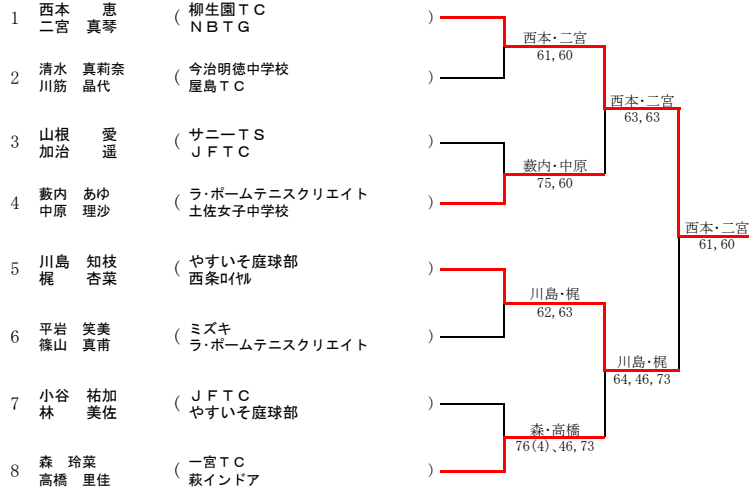 1 西本　恵 ( 柳生園TC )
二宮　真琴 NBTG
2 清水　真莉奈 ( 今治明徳中学校 )
川筋　晶代 屋島TC
3 山根　愛 ( サニーTS )
加治　遥 JFTC
4 藪内　あゆ ( ラ・ポームテニスクリエイト )
中原　理沙 土佐女子中学校
5 川島　知枝 ( やすいそ庭球部 )
梶　杏菜 西条ﾛｲﾔﾙ
6 平岩　笑美 ( ミズキ )
篠山　真甫 ラ・ポームテニスクリエイト
7 小谷　祐加 ( JFTC )
林　美佐 やすいそ庭球部
8 森　玲菜 ( 一宮TC )
高橋　里佳 萩インドア
西本・二宮
61, 60
藪内・中原
75, 60
川島・梶
62, 63
森・高橋
76(4)、46, 73
西本・二宮
63, 63
川島・梶
64, 46, 73
西本・二宮
61, 60